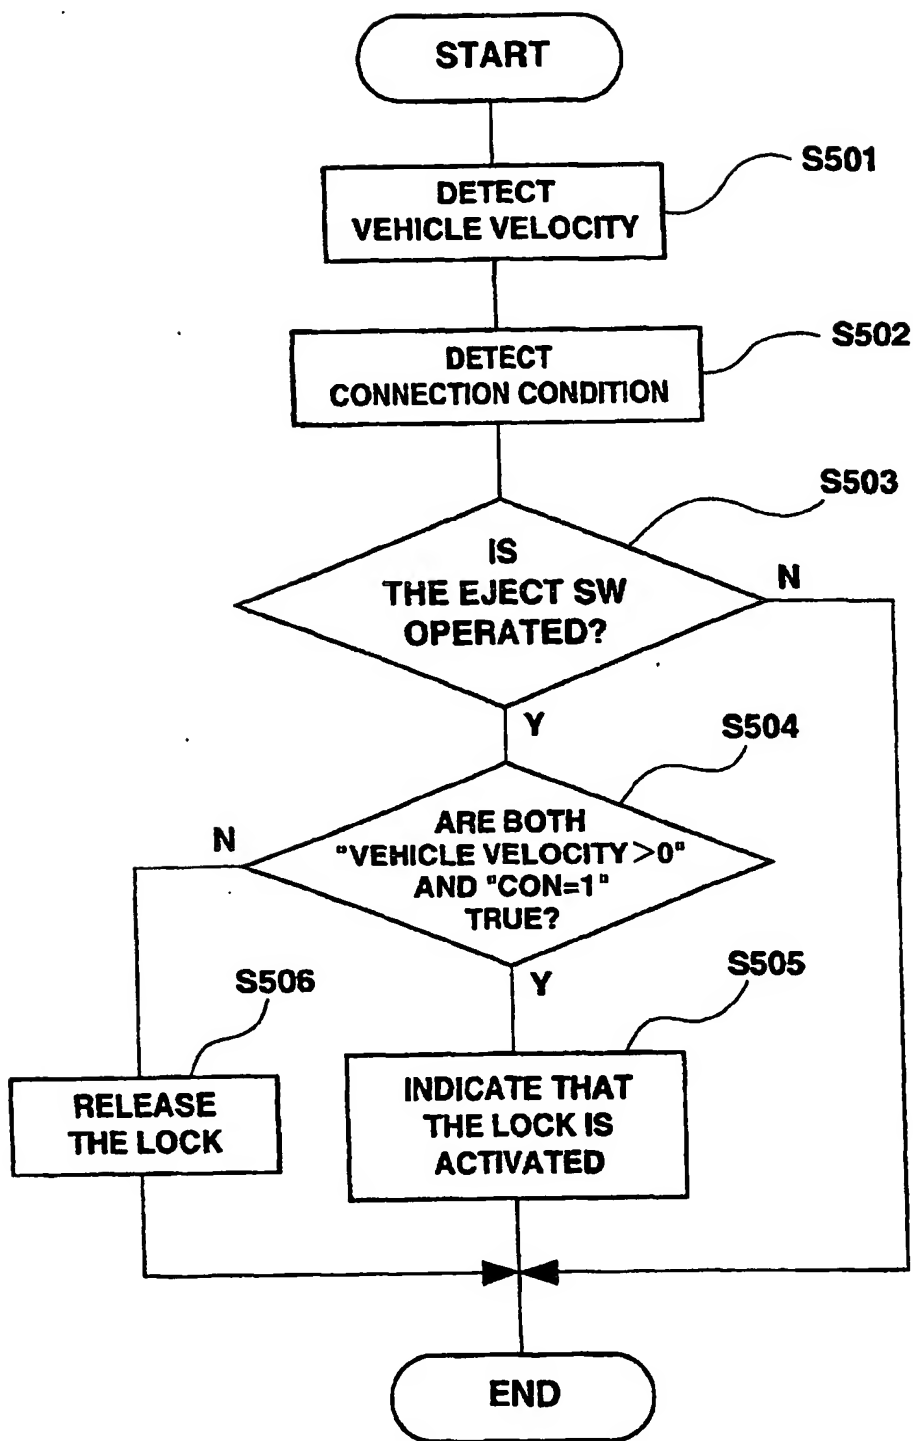 START
S501
DETECT
VEHICLE VELOCITY
S502
DETECT
CONNECTION CONDITION
S503
IS
THE EJECT SW
OPERATED?
N
Y
S504
ARE BOTH
"VEHICLE VELOCITY>0"
AND "CON=1"
TRUE?
N
Y
S505
S506
INDICATE THAT
THE LOCK IS
ACTIVATED
RELEASE
THE LOCK
END